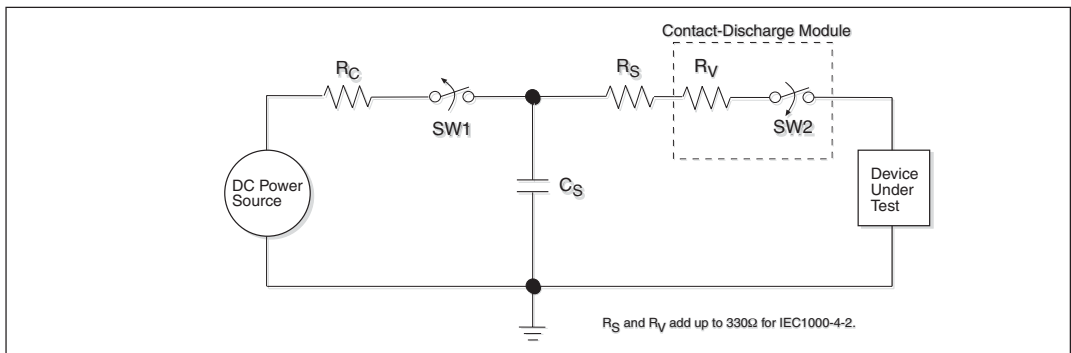 Contact-Discharge Module
RC
RS
RV
SW1
SW2
DC Power
Source
CS
Device
Under
Test
RS and RV add up to 330Ω for IEC1000-4-2.